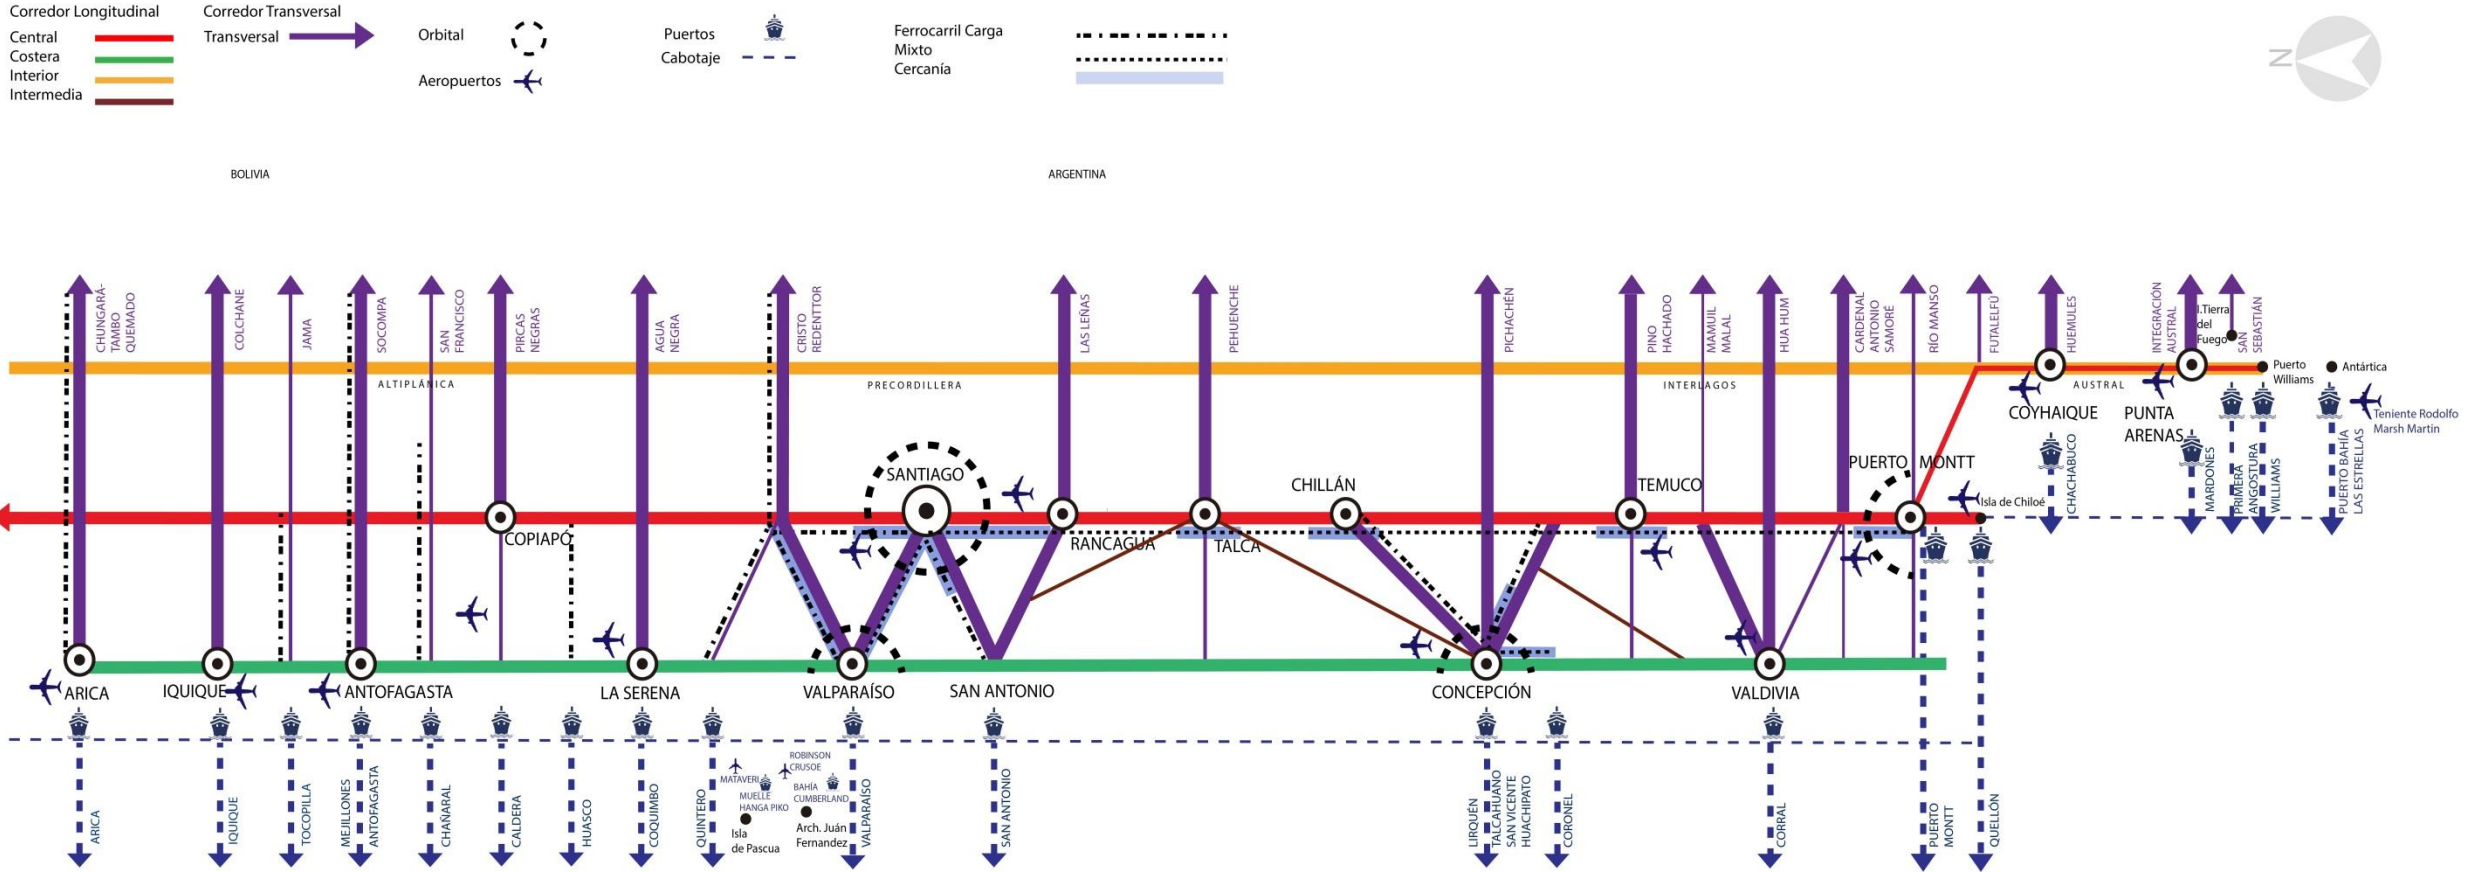 Corredor Longitudinal
Central
Costera
Interior
Intermedia
Corredor Transversal
Transversal
Orbital
Aeropuertos
Puertos
Cabotaje
Ferrocarril Carga
Mixto
Cercanía
N
BOLIVIA
ARGENTINA
CHUNGARÁ-
TAMBO
QUEMADO
COLCHANE
JAMA
SOCOMPA
SAN
FRANCISCO
PIRCAS
NEGRAS
AGUA
NEGRA
CRISTO
REDENTTOR
LAS LEÑAS
PEHUENCHE
PICHACHÉN
PINO
HACHADO
MAMUIL
MALAL
HUA HUM
CARDENAL
ANTONIO
SAMORÉ
RÍO MANSO
FUTALELFÚ
HUEMULES
INTEGRACIÓN
AUSTRAL
I.Tierra
del
Fuego
SAN
SEBASTIÁN
ALTIPLÁNICA
PRECORDILLERA
INTERLAGOS
AUSTRAL
Puerto
Williams
Antártica
Teniente Rodolfo
Marsh Martin
COYHAIQUE
PUNTA
ARENAS
CHACHABUCO
MARDONES
PRIMERA
ANGOSTURA
WILLIAMS
PUERTO BAHÍA
LAS ESTRELLAS
SANTIAGO
CHILLÁN
TEMUCO
PUERTO MONTT
Isla de Chiloé
COPIAPÓ
RANCAGUA
TALCA
ARICA
IQUIQUE
ANTOFAGASTA
LA SERENA
VALPARAÍSO
SAN ANTONIO
CONCEPCIÓN
VALDIVIA
ARICA
IQUIQUE
TOCOPILLA
MEJILLONES
ANTOFAGASTA
CHAÑARAL
CALDERA
HUASCO
COQUIMBO
QUINTERO
MATAVERI
MUELLE
HANGA PIKO
Isla
de Pascua
ROBINSON
CRUSOE
BAHÍA
CUMBERLAND
Arch. Juán
Fernandez
VALPARAÍSO
SAN ANTONIO
LIRQUÉN
TALCAHUANO
SAN VICENTE
HUACHIPATO
CORONEL
CORRAL
PUERTO
MONTT
QUELLÓN